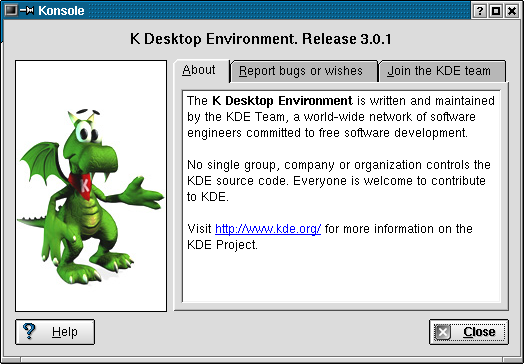 Konsole
K Desktop Environment. Release 3.0.1
About
Report bugs or wishes
Join the KDE team
K
The K Desktop Environment is written and maintained
by the KDE Team, a world-wide network of software
engineers committed to free software development.
No single group, company or organization controls the
KDE source code. Everyone is welcome to contribute
to KDE.
Visit http://www.kde.org/ for more information on the
KDE Project.
Help
Close